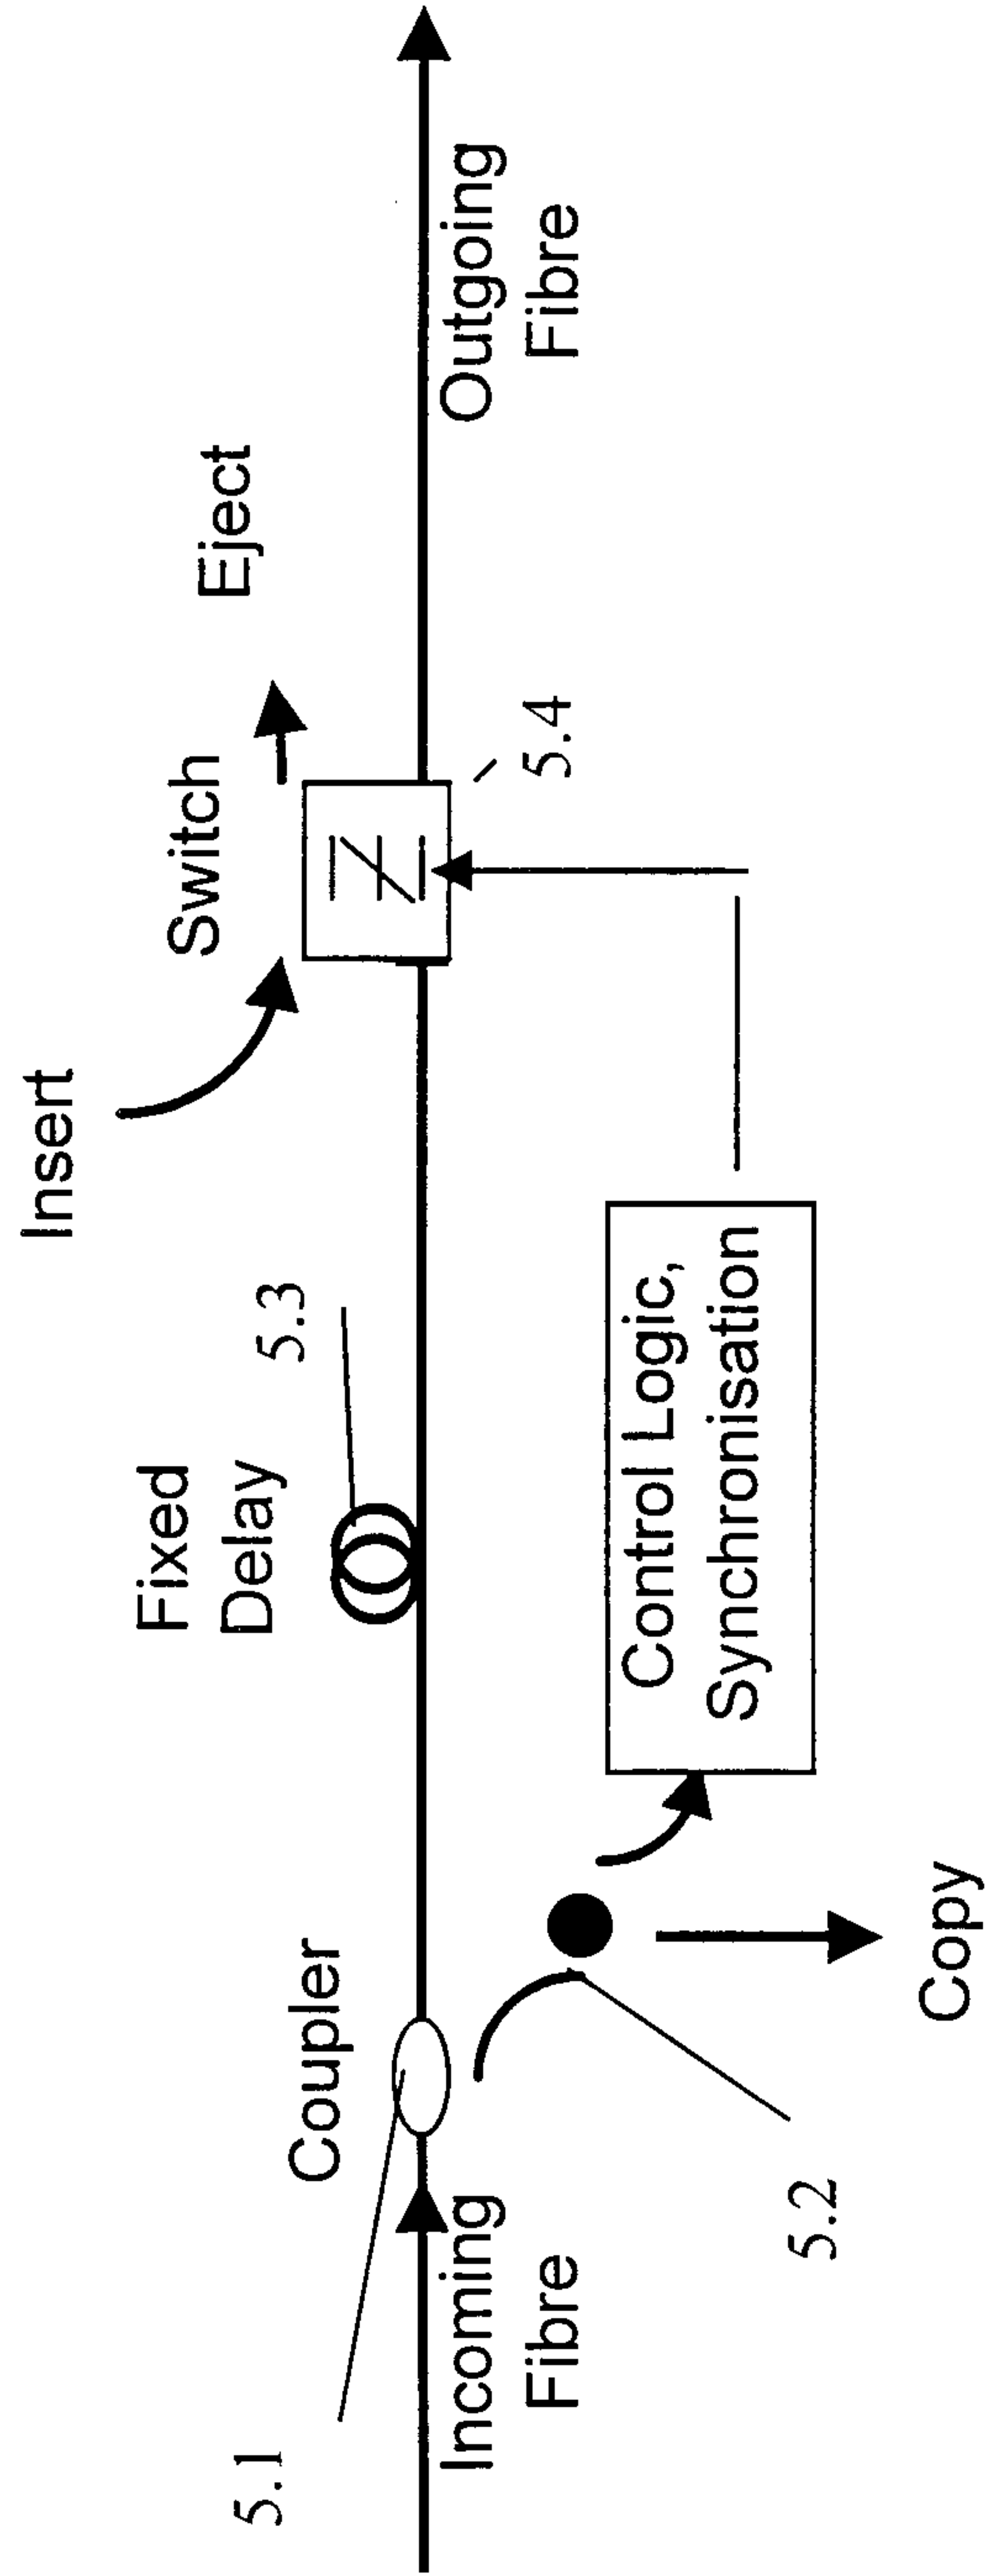 Insert
Switch
Eject
Fixed
Delay
5.3
Coupler
5.1
Incoming
Fibre
Outgoing
Fibre
5.4
Control Logic,
Synchronisation
5.2
Copy